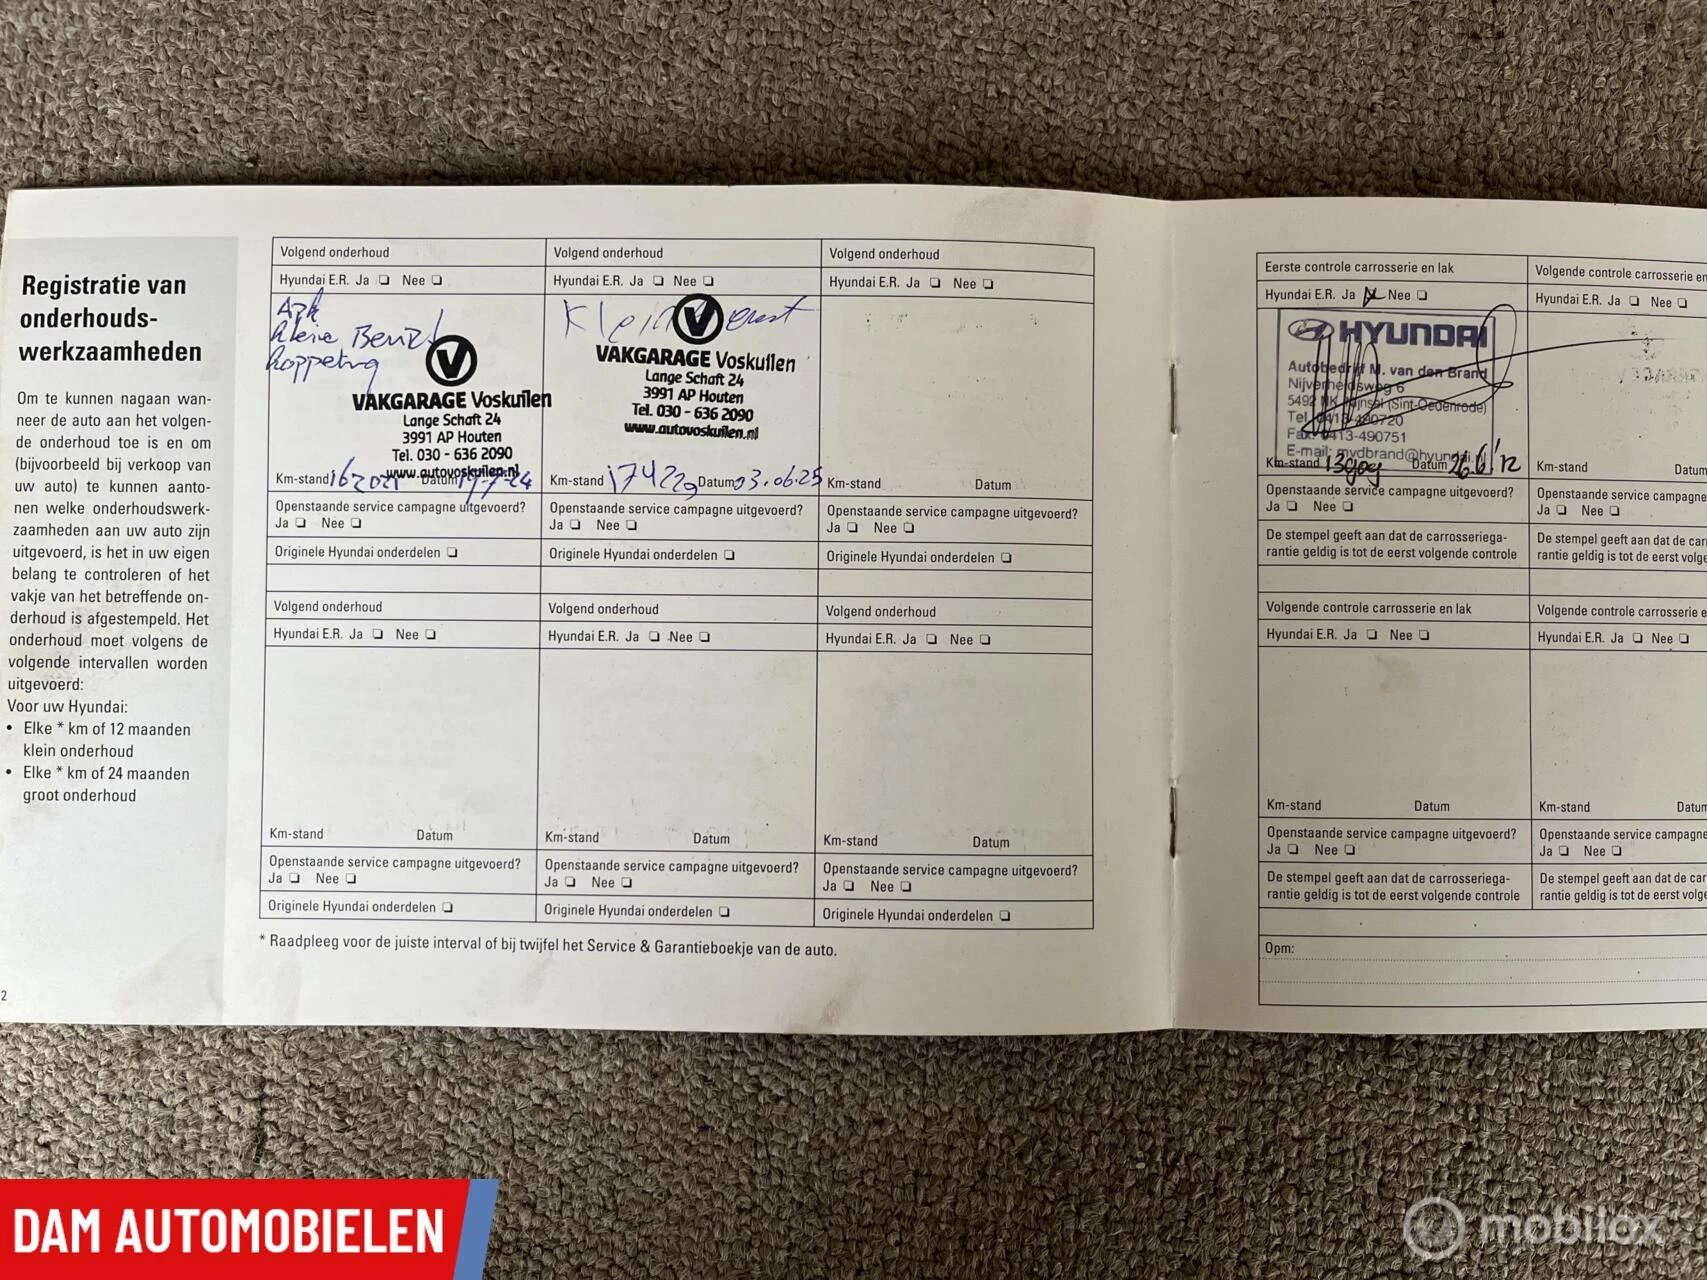 Registratie van
onderhouds-
werkzaamheden
Om te kunnen nagaan wan-
neer de auto aan het volgen-
de onderhoud toe is en om
(bijvoorbeeld bij verkoop van
uw auto) te kunnen aanto-
nen welke onderhoudswerk-
zaamheden aan uw auto zijn
uitgevoerd, is het in uw eigen
belang te controleren of het
vakje van het betreffende on-
derhoud is afgestempeld. Het
onderhoud moet volgens de
volgende intervallen worden
uitgevoerd:
Voor uw Hyundai:
• Elke * km of 12 maanden
klein onderhoud
• Elke * km of 24 maanden
groot onderhoud
2
Volgend onderhoud
Hyundai E.R. Ja ❑ Nee ❑
VAKGARAGE Voskuilen
Lange Schaft 24
3991 AP Houten
Tel. 030 - 636 2090
www.autovoskuilen.nl
Km-stand Datum
Openstaande service campagne uitgevoerd?
Ja ❑ Nee ❑
Originele Hyundai onderdelen ❑
Volgend onderhoud
Hyundai E.R. Ja ❑ Nee ❑
Klein
VAKGARAGE Voskuilen
Lange Schaft 24
3991 AP Houten
Tel. 030 - 636 2090
www.autovoskuilen.nl
Km-stand 174229 Datum 03.06.25
Openstaande service campagne uitgevoerd?
Ja ❑ Nee ❑
Originele Hyundai onderdelen ❑
Volgend onderhoud
Hyundai E.R. Ja ❑ Nee ❑
Km-stand Datum
Openstaande service campagne uitgevoerd?
Ja ❑ Nee ❑
Originele Hyundai onderdelen ❑
Volgend onderhoud
Hyundai E.R. Ja ❑ Nee ❑
Km-stand Datum
Openstaande service campagne uitgevoerd?
Ja ❑ Nee ❑
Originele Hyundai onderdelen ❑
Volgend onderhoud
Hyundai E.R. Ja ❑ Nee ❑
Km-stand Datum
Openstaande service campagne uitgevoerd?
Ja ❑ Nee ❑
Originele Hyundai onderdelen ❑
Volgend onderhoud
Hyundai E.R. Ja ❑ Nee ❑
Km-stand Datum
Openstaande service campagne uitgevoerd?
Ja ❑ Nee ❑
Originele Hyundai onderdelen ❑
* Raadpleeg voor de juiste interval of bij twijfel het Service & Garantieboekje van de auto.
Eerste controle carrosserie en lak
Hyundai E.R. Ja ❑ Nee ❑
HYUNDAI
Autobedrijf M. van den Brand
Nijverheidsweg 6
5492 NK Nijnsel (Sint-Oedenrode)
Tel. 0413-490720
Fax. 0413-490751
E-mail: mvdbrand@hyundai.nl
Km-stand Datum 26.6.'12
Openstaande service campagne uitgevoerd?
Ja ❑ Nee ❑
De stempel geeft aan dat de carrosseriega-
rantie geldig is tot de eerst volgende controle
Volgende controle carrosserie en
Hyundai E.R. Ja ❑ Nee ❑
Km-stand Datum
Openstaande service campagne
Ja ❑ Nee ❑
De stempel geeft aan dat de car
rantie geldig is tot de eerst volge
Volgende controle carrosserie en lak
Hyundai E.R. Ja ❑ Nee ❑
Km-stand Datum
Openstaande service campagne uitgevoerd?
Ja ❑ Nee ❑
De stempel geeft aan dat de carrosseriega-
rantie geldig is tot de eerst volgende controle
Volgende controle carrosserie e
Hyundai E.R. Ja ❑ Nee ❑
Km-stand Datum
Openstaande service campagne
Ja ❑ Nee ❑
De stempel geeft aan dat de car
rantie geldig is tot de eerst volge
Opm:
DAM AUTOMOBIELEN
mobilox